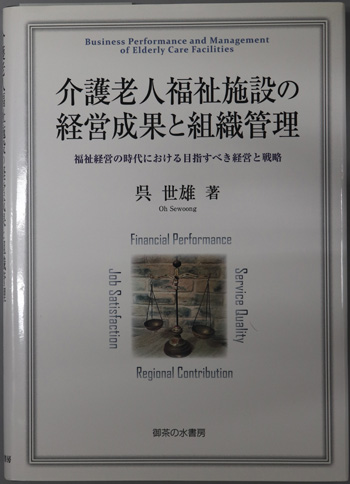 Business Performance and Management
of Elderly Care Facilities
介護老人福祉施設の
経営成果と組織管理
福祉経営の時代における目指すべき経営と戦略
呉 世雄 著
Oh Sewoong
Financial Performance
Job Satisfaction
Service Quality
Regional Contribution
御茶の水書房